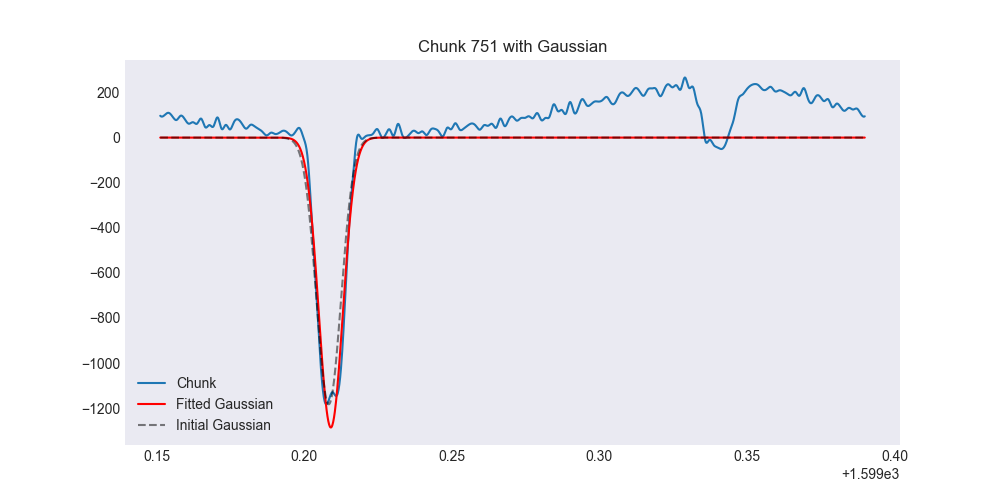 Chunk 751 with Gaussian
200
0
−200
−400
−600
−800
−1000
−1200
Chunk
Fitted Gaussian
Initial Gaussian
0.15 0.20 0.25 0.30 0.35 0.40
+1.599e3